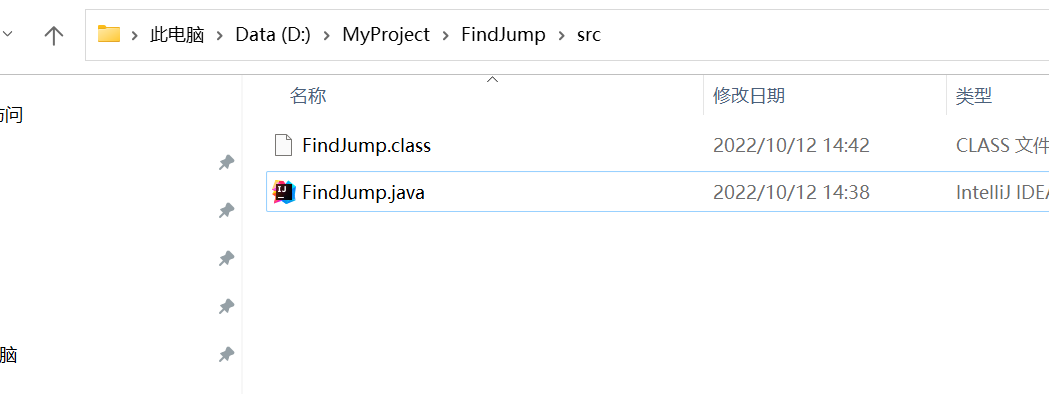 此电脑 > Data (D:) > MyProject > FindJump > src
名称 修改日期 类型
问
FindJump.class 2022/10/12 14:42 CLASS 文件
FindJump.java 2022/10/12 14:38 IntelliJ IDEA
脑